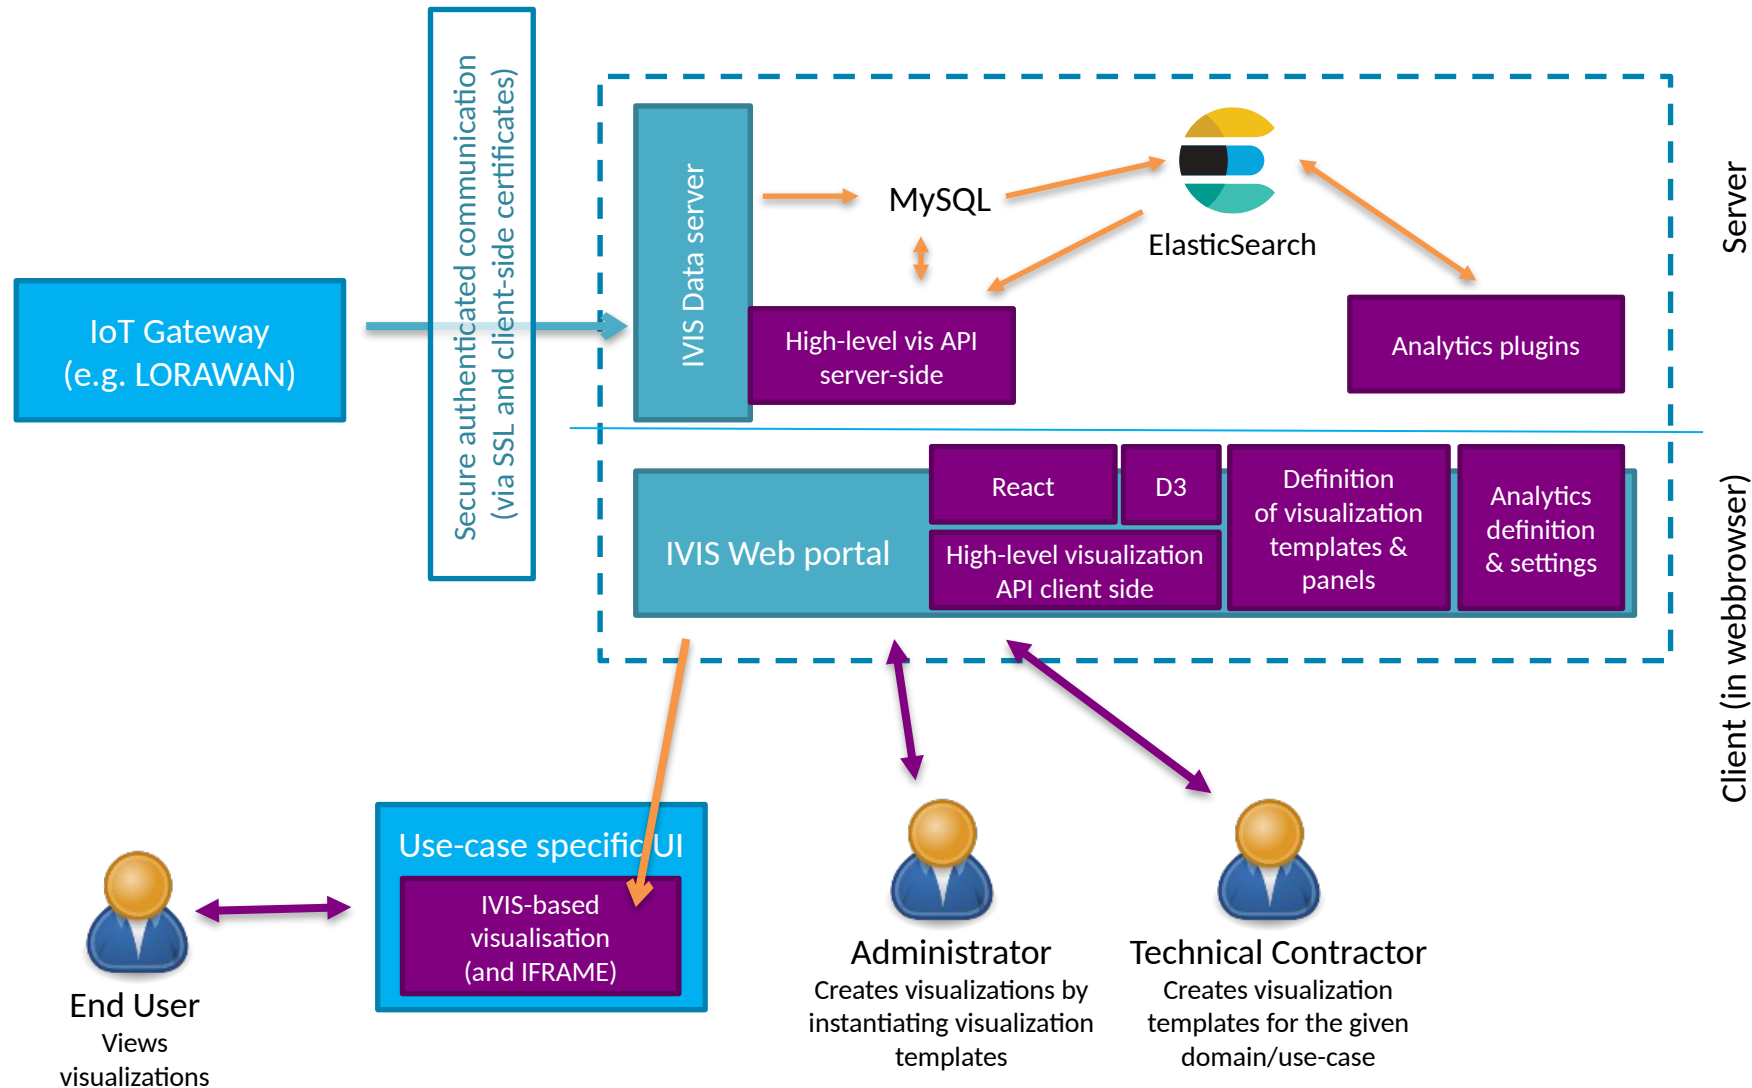 Secure authenticated communication
(via SSL and client-side certificates)
IoT Gateway
(e.g. LORAWAN)
IVIS Data server
MySQL
ElasticSearch
High-level vis API
server-side
Analytics plugins
Server
IVIS Web portal
React
D3
High-level visualization
API client side
Definition
of visualization
templates &
panels
Analytics
definition
& settings
Client (in webbrowser)
Use-case specific UI
IVIS-based
visualisation
(and IFRAME)
End User
Views
visualizations
Administrator
Creates visualizations by
instantiating visualization
templates
Technical Contractor
Creates visualization
templates for the given
domain/use-case